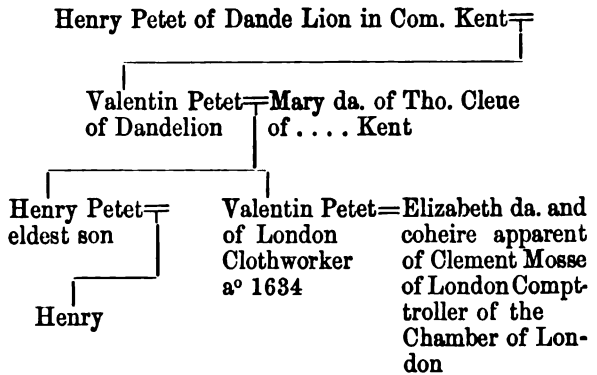 Henry Petet of Dande Lion in Com. Kent
Valentin Petet
of Dandelion
Mary da. of Tho. Cleue
of .... Kent
Henry Petet
eldest son
Valentin Petet
of London
Clothworker
aº 1634
Elizabeth da. and
coheire apparent
of Clement Mosse
of London Compt-
troller of the
Chamber of Lon-
don
Henry